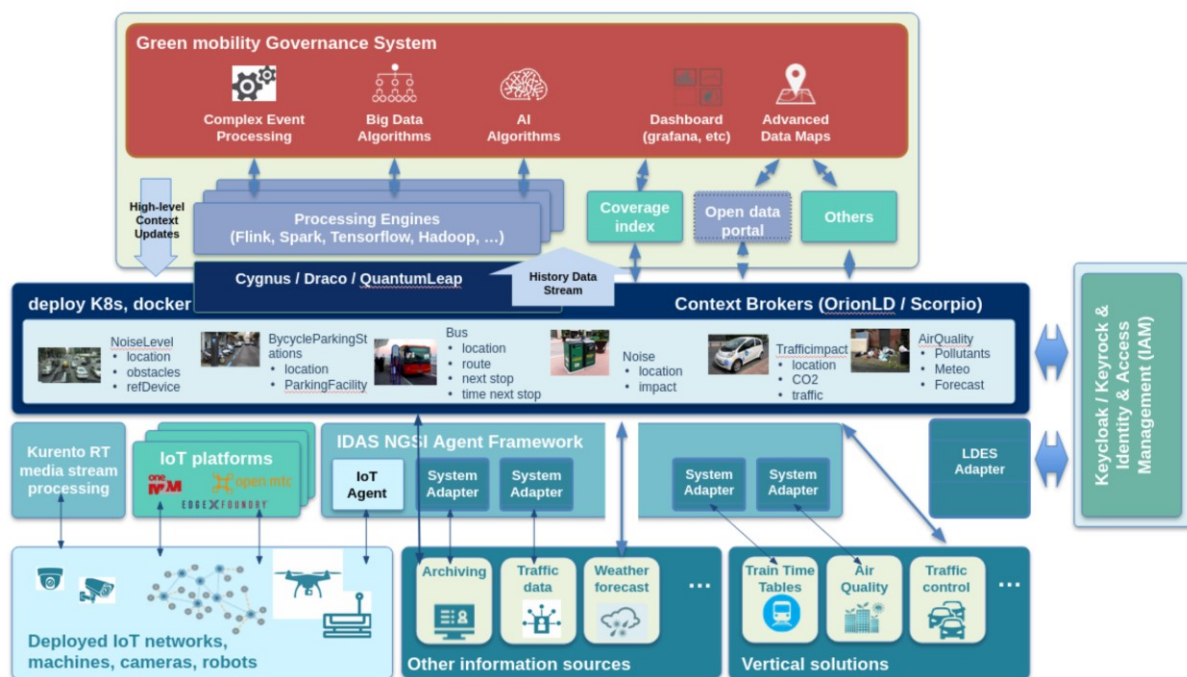 Green mobility Governance System
Complex Event
Processing
Big Data
Algorithms
AI
Algorithms
Dashboard
(grafana, etc)
Advanced
Data Maps
High-level
Context
Updates
Processing Engines
(Flink, Spark, Tensorflow, Hadoop, ...)
Coverage
index
Open data
portal
Others
Cygnus / Draco / QuantumLeap
History Data
Stream
deploy K8s, docker
Context Brokers (OrionLD / Scorpio)
NoiseLevel
• location
• obstacles
• refDevice
BycycleParkingSt
ations
• location
• ParkingFacility
Bus
• location
• route
• next stop
• time next stop
Noise
• location
• impact
Trafficimpact
• location
• CO2
• traffic
AirQuality
• Pollutants
• Meteo
• Forecast
Keycloak / Keyrock &
Identity & Access
Management (IAM)
Kurento RT
media stream
processing
IoT platforms
one
M2M
open mtc
EDGE X FOUNDRY
IDAS NGSI Agent Framework
IoT
Agent
System
Adapter
System
Adapter
System
Adapter
System
Adapter
LDES
Adapter
Deployed IoT networks,
machines, cameras, robots
Archiving
Traffic
data
Weather
forecast
...
Other information sources
Train Time
Tables
Air
Quality
Traffic
control
...
Vertical solutions